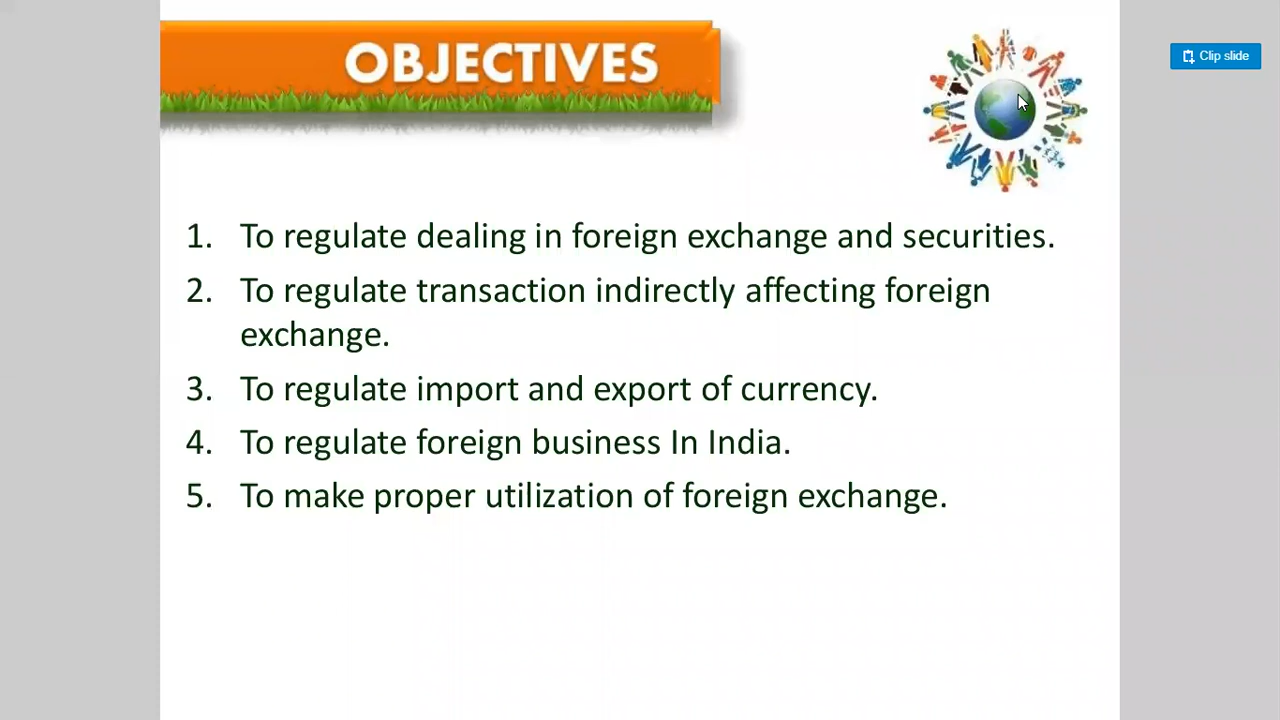 OBJECTIVES
Clip slide
1. To regulate dealing in foreign exchange and securities.
2. To regulate transaction indirectly affecting foreign
exchange.
3. To regulate import and export of currency.
4. To regulate foreign business In India.
5. To make proper utilization of foreign exchange.